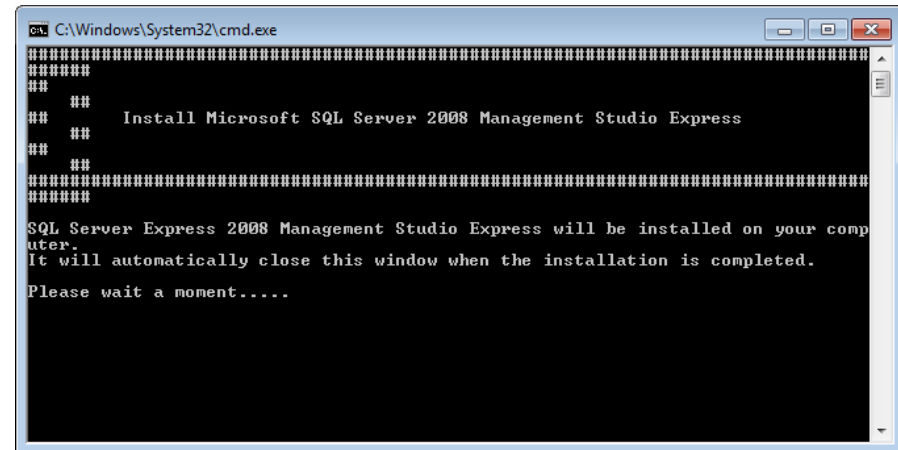 C:\Windows\System32\cmd.exe
################################################################################
######
##
    ##
##       Install Microsoft SQL Server 2008 Management Studio Express
    ##
##
    ##
################################################################################
######
SQL Server Express 2008 Management Studio Express will be installed on your comp
uter.
It will automatically close this window when the installation is completed.
Please wait a moment.....